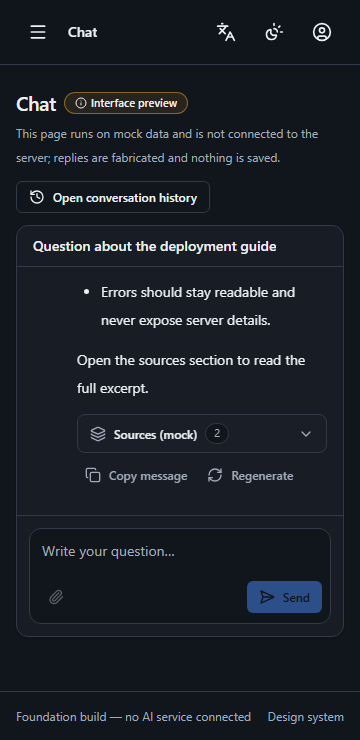 Chat
Chat
Interface preview
This page runs on mock data and is not connected to the
server; replies are fabricated and nothing is saved.
Open conversation history
Question about the deployment guide
• Errors should stay readable and
never expose server details.
Open the sources section to read the
full excerpt.
Sources (mock) 2
Copy message Regenerate
Write your question...
Send
Foundation build — no AI service connected Design system